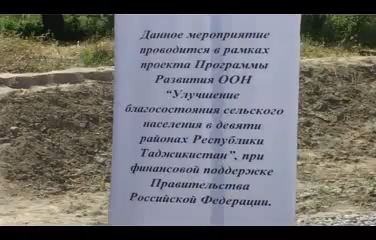 Данное мероприятие
проводится в рамках
проекта Программы
Развития ООН
“Улучшение
благосостояния сельского
населения в девяти
районах Республики
Таджикистан”, при
финансовой поддержке
Правительства
Российской Федерации.